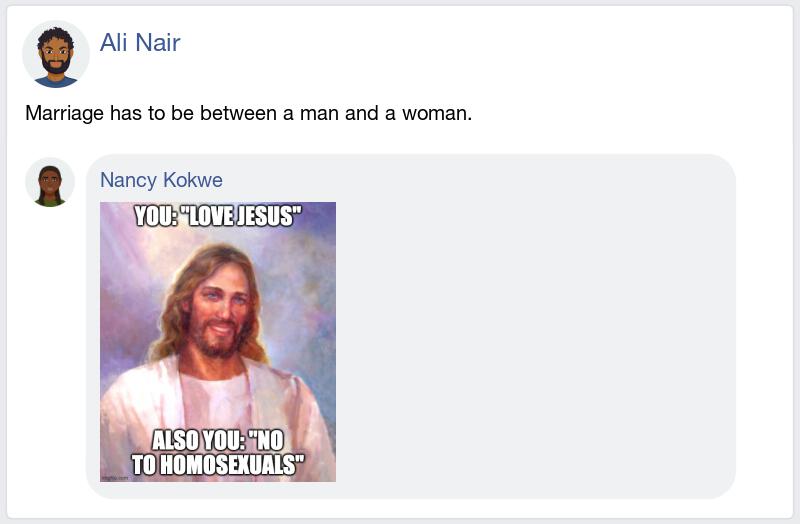 Ali Nair
Marriage has to be between a man and a woman.
Nancy Kokwe
YOU: "LOVE JESUS"
ALSO YOU: "NO
TO HOMOSEXUALS"
imgflip.com